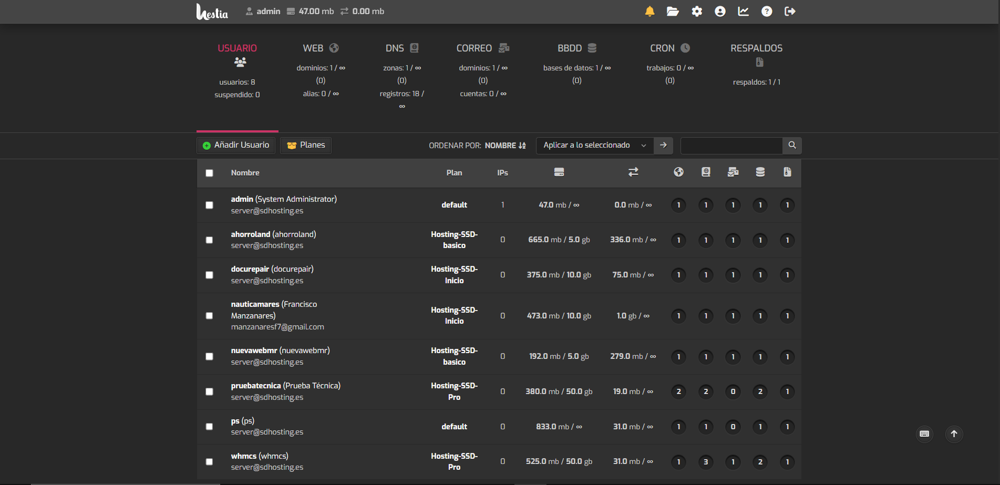 hestia admin 47.00 mb 0.00 mb
USUARIO
usuarios: 8
suspendido: 0
WEB
dominios: 1 / ∞
(0)
alias: 0 / ∞
DNS
zonas: 1 / ∞
(0)
registros: 18 /
∞
CORREO
dominios: 1 / ∞
(0)
cuentas: 0 / ∞
BBDD
bases de datos: 1 / ∞
(0)
CRON
trabajos: 0 / ∞
(0)
RESPALDOS
respaldos: 1 / 1
Añadir Usuario Planes ORDENAR POR: NOMBRE Aplicar a lo seleccionado
Nombre Plan IPs
admin (System Administrator)
server@sdhosting.es
default 1 47.0 mb / ∞ 0.0 mb / ∞ 1 1 1 1 1
ahorroland (ahorroland)
server@sdhosting.es
Hosting-SSD-
basico
0 665.0 mb / 5.0 gb 336.0 mb / ∞ 1 1 1 1 1
docurepair (docurepair)
server@sdhosting.es
Hosting-SSD-
Inicio
0 375.0 mb / 10.0 gb 75.0 mb / ∞ 1 1 1 1 1
nauticamares (Francisco
Manzanares)
manzanaresf7@gmail.com
Hosting-SSD-
Inicio
0 473.0 mb / 10.0 gb 1.0 gb / ∞ 1 1 1 1 1
nuevawebmr (nuevawebmr)
server@sdhosting.es
Hosting-SSD-
basico
0 192.0 mb / 5.0 gb 279.0 mb / ∞ 1 1 1 1 1
pruebatecnica (Prueba Técnica)
server@sdhosting.es
Hosting-SSD-
Pro
0 380.0 mb / 50.0 gb 19.0 mb / ∞ 2 2 0 2 1
ps (ps)
server@sdhosting.es
default 0 833.0 mb / ∞ 31.0 mb / ∞ 1 1 0 1 1
whmcs (whmcs)
server@sdhosting.es
Hosting-SSD-
Pro
0 525.0 mb / 50.0 gb 31.0 mb / ∞ 1 3 1 2 1